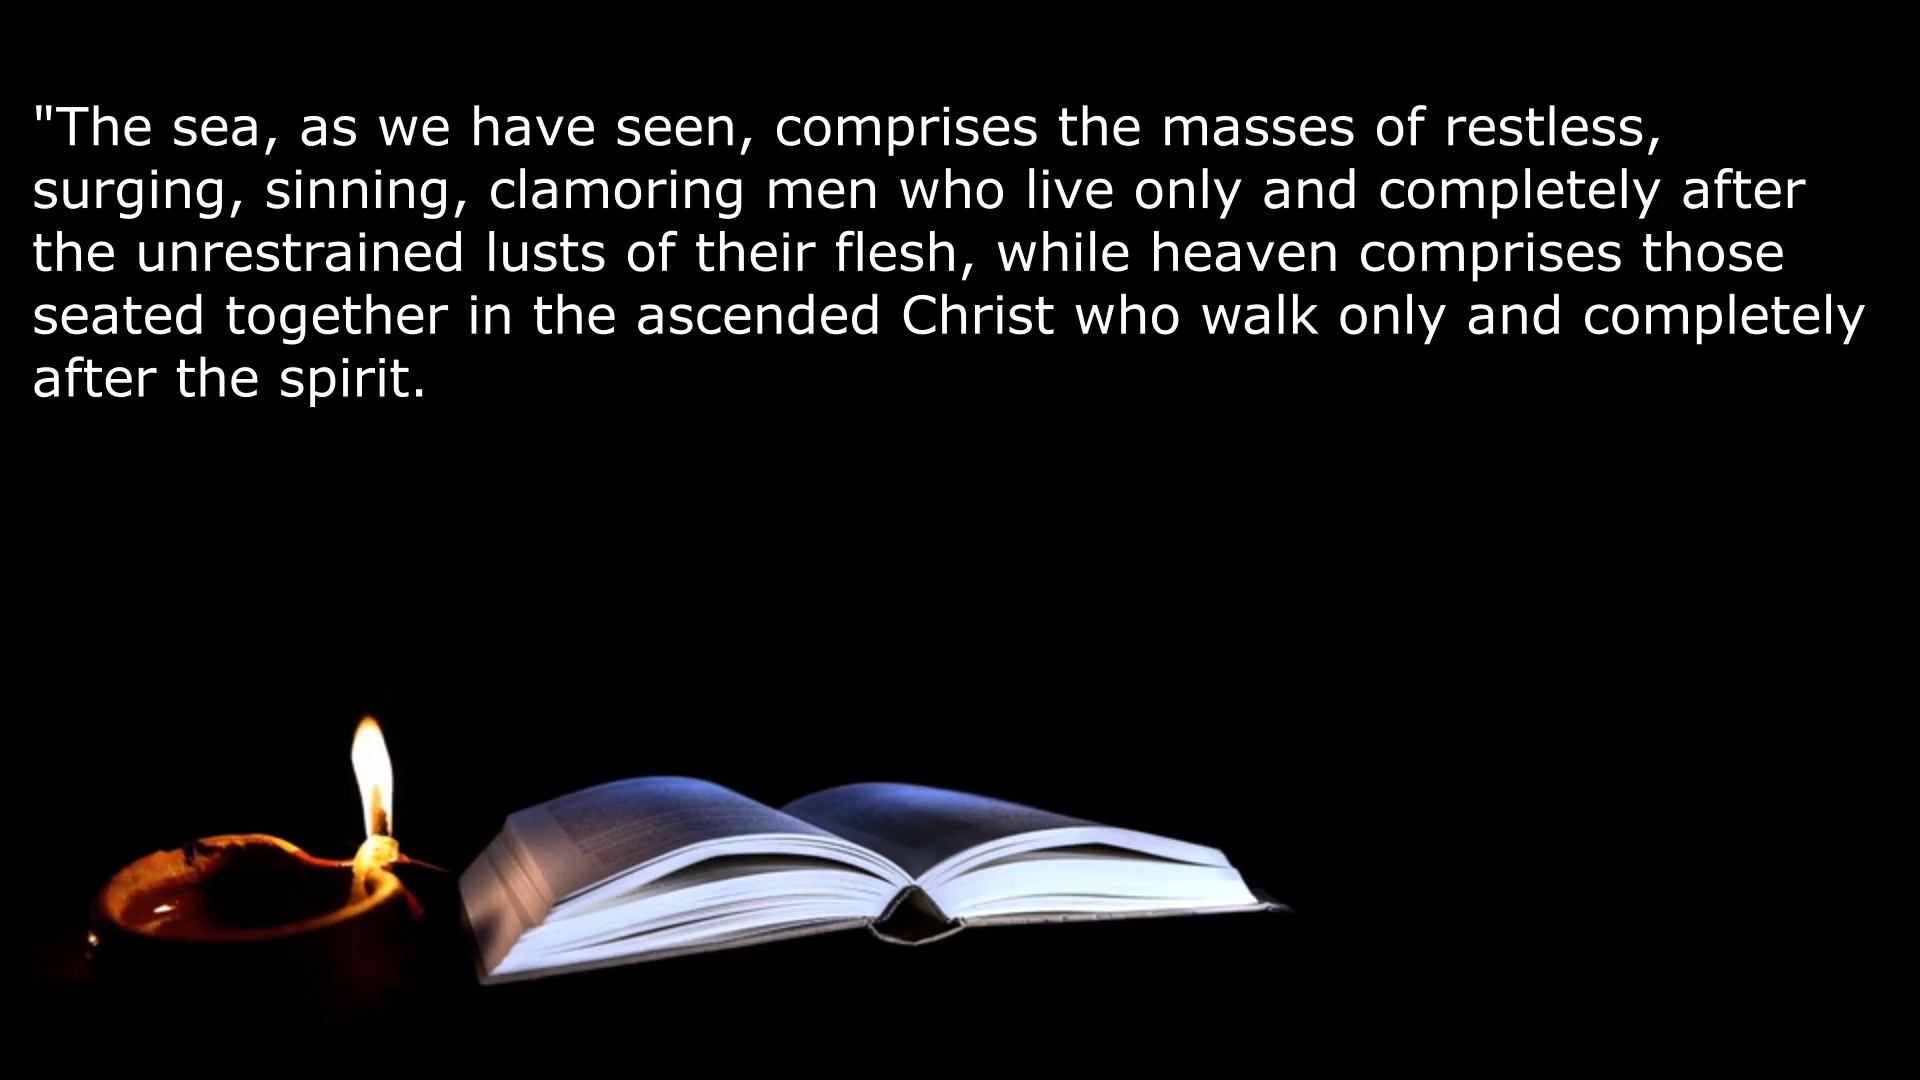 "The sea, as we have seen, comprises the masses of restless,
surging, sinning, clamoring men who live only and completely after
the unrestrained lusts of their flesh, while heaven comprises those
seated together in the ascended Christ who walk only and completely
after the spirit.